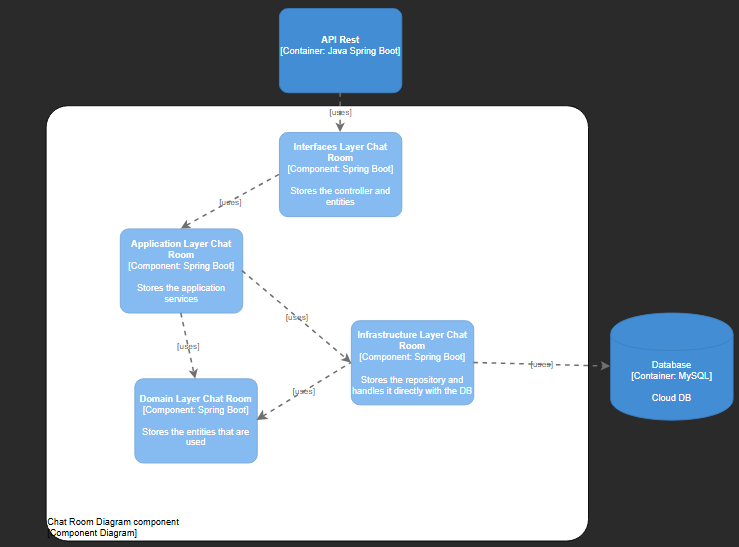 API Rest
[Container: Java Spring Boot]
[uses]
Interfaces Layer Chat
Room
[Component: Spring Boot]
Stores the controller and
entities
[uses]
Application Layer Chat
Room
[Component: Spring Boot]
Stores the application
services
[uses]
[uses]
Infrastructure Layer Chat
Room
[Component: Spring Boot]
Stores the repository and
handles it directly with the DB
[uses]
Database
[Container: MySQL]
Cloud DB
[uses]
Domain Layer Chat Room
[Component: Spring Boot]
Stores the entities that are
used
Chat Room Diagram component
[Component Diagram]